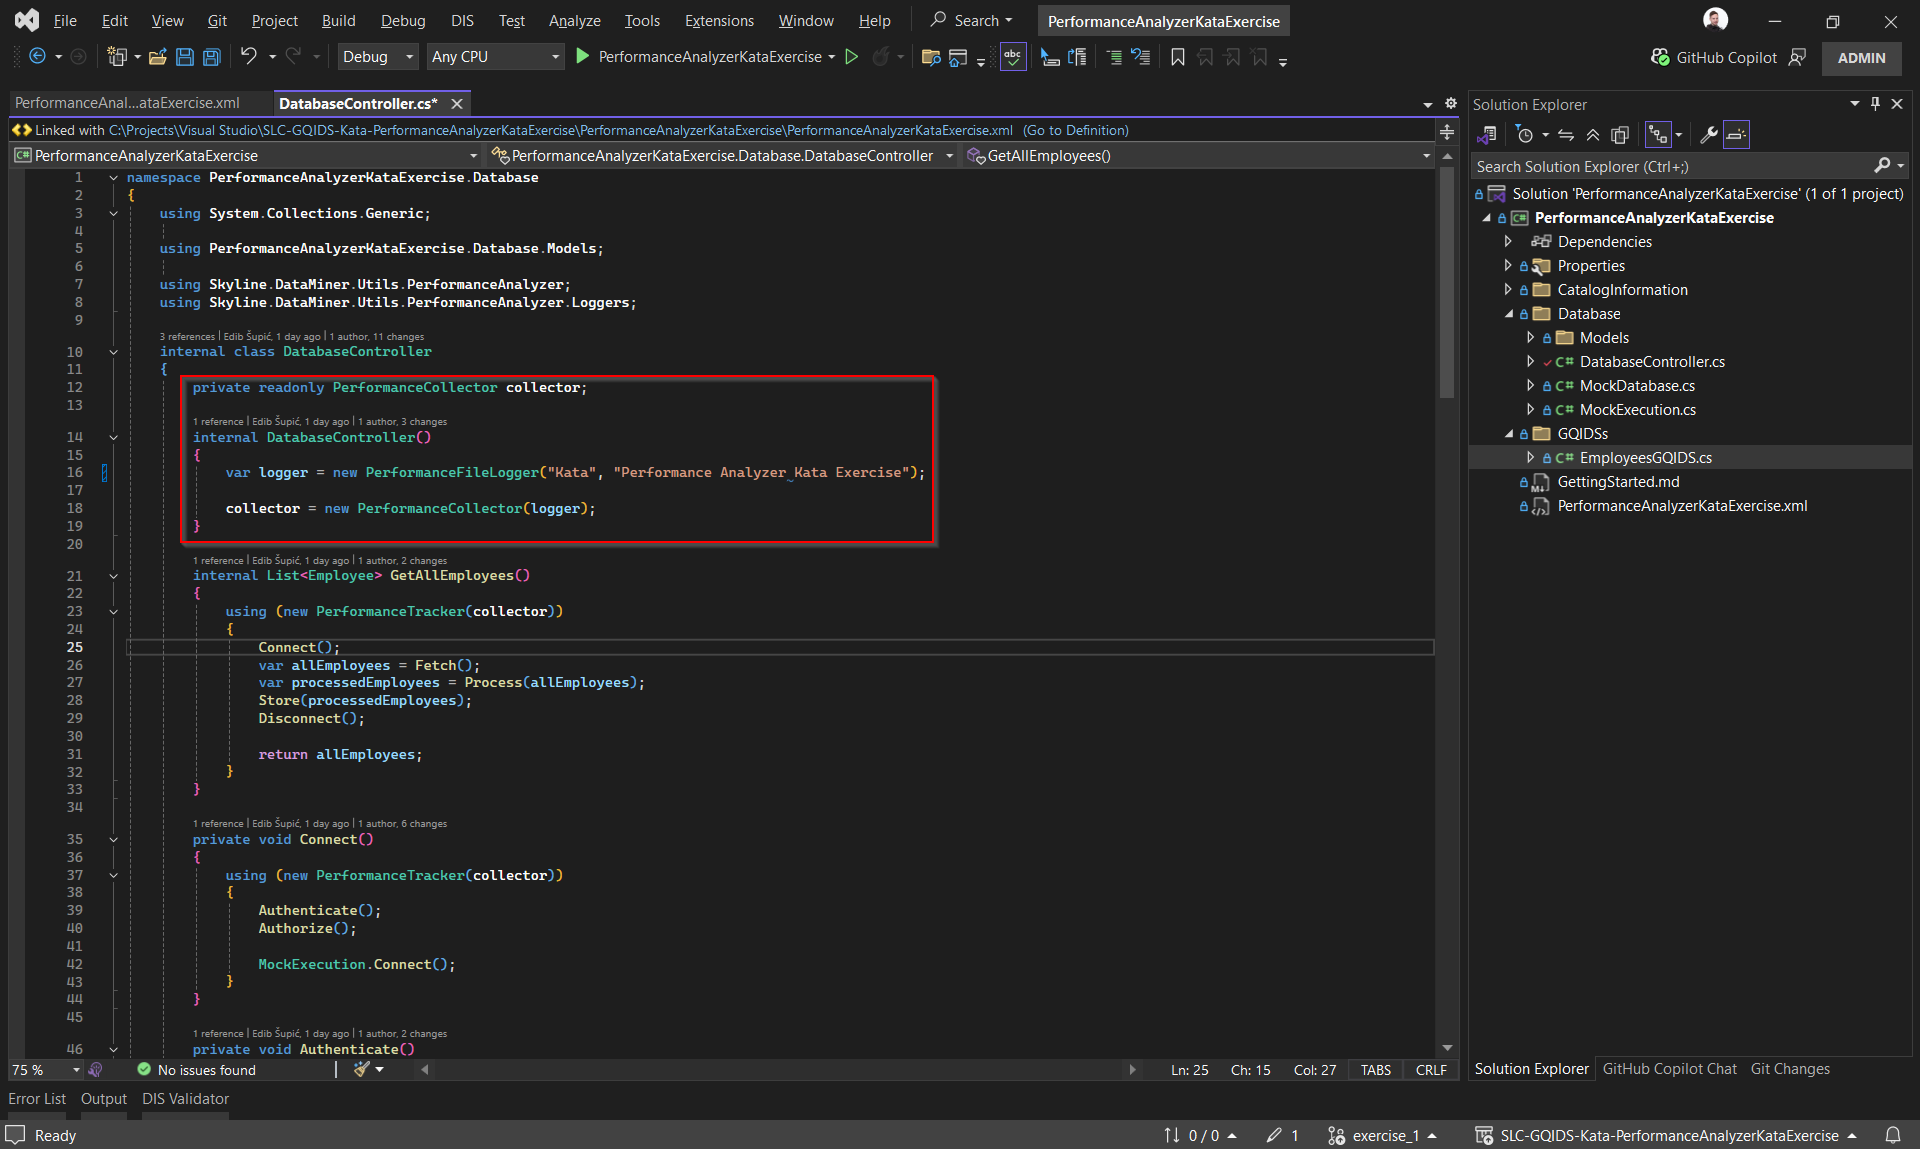 File Edit View Git Project Build Debug DIS Test Analyze Tools Extensions Window Help Search PerformanceAnalyzerKataExercise
Debug Any CPU PerformanceAnalyzerKataExercise abc GitHub Copilot ADMIN
PerformanceAnal...ataExercise.xml DatabaseController.cs*
Linked with C:\Projects\Visual Studio\SLC-GQIDS-Kata-PerformanceAnalyzerKataExercise\PerformanceAnalyzerKataExercise\PerformanceAnalyzerKataExercise.xml (Go to Definition)
C# PerformanceAnalyzerKataExercise PerformanceAnalyzerKataExercise.Database.DatabaseController GetAllEmployees()
1 namespace PerformanceAnalyzerKataExercise.Database
2 {
3 using System.Collections.Generic;
4
5 using PerformanceAnalyzerKataExercise.Database.Models;
6
7 using Skyline.DataMiner.Utils.PerformanceAnalyzer;
8 using Skyline.DataMiner.Utils.PerformanceAnalyzer.Loggers;
9
3 references | Edib Šupić, 1 day ago | 1 author, 11 changes
10 internal class DatabaseController
11 {
12 private readonly PerformanceCollector collector;
13
1 reference | Edib Šupić, 1 day ago | 1 author, 3 changes
14 internal DatabaseController()
15 {
16 var logger = new PerformanceFileLogger("Kata", "Performance Analyzer Kata Exercise");
17
18 collector = new PerformanceCollector(logger);
19 }
20
1 reference | Edib Šupić, 1 day ago | 1 author, 2 changes
21 internal List<Employee> GetAllEmployees()
22 {
23 using (new PerformanceTracker(collector))
24 {
25 Connect();
26 var allEmployees = Fetch();
27 var processedEmployees = Process(allEmployees);
28 Store(processedEmployees);
29 Disconnect();
30
31 return allEmployees;
32 }
33 }
34
1 reference | Edib Šupić, 1 day ago | 1 author, 6 changes
35 private void Connect()
36 {
37 using (new PerformanceTracker(collector))
38 {
39 Authenticate();
40 Authorize();
41
42 MockExecution.Connect();
43 }
44 }
45
1 reference | Edib Šupić, 1 day ago | 1 author, 2 changes
46 private void Authenticate()
75 % No issues found Ln: 25 Ch: 15 Col: 27 TABS CRLF
Solution Explorer
Search Solution Explorer (Ctrl+;)
Solution 'PerformanceAnalyzerKataExercise' (1 of 1 project)
C# PerformanceAnalyzerKataExercise
Dependencies
Properties
CatalogInformation
Database
Models
C# DatabaseController.cs
C# MockDatabase.cs
C# MockExecution.cs
GQIDSs
C# EmployeesGQIDS.cs
GettingStarted.md
PerformanceAnalyzerKataExercise.xml
Solution Explorer GitHub Copilot Chat Git Changes
Error List Output DIS Validator
Ready 0 / 0 1 exercise_1 SLC-GQIDS-Kata-PerformanceAnalyzerKataExercise